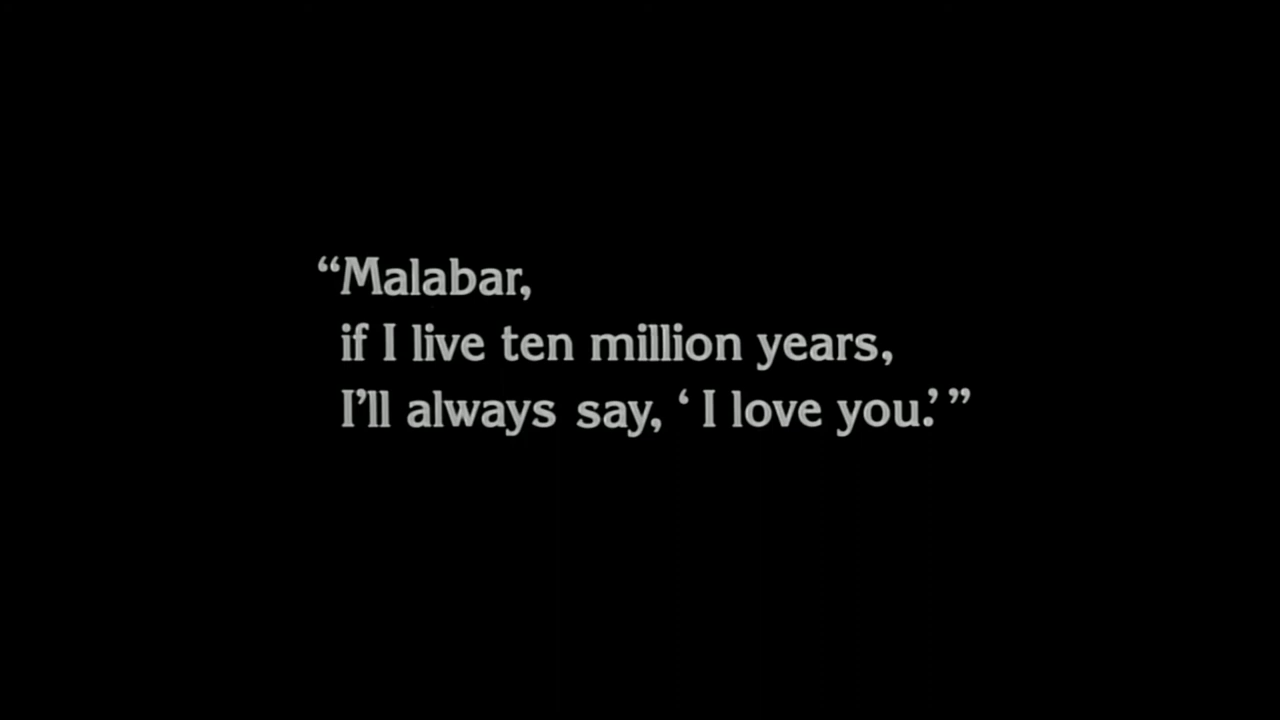 “Malabar,
if I live ten million years,
I’ll always say, ‘ I love you.’ ”